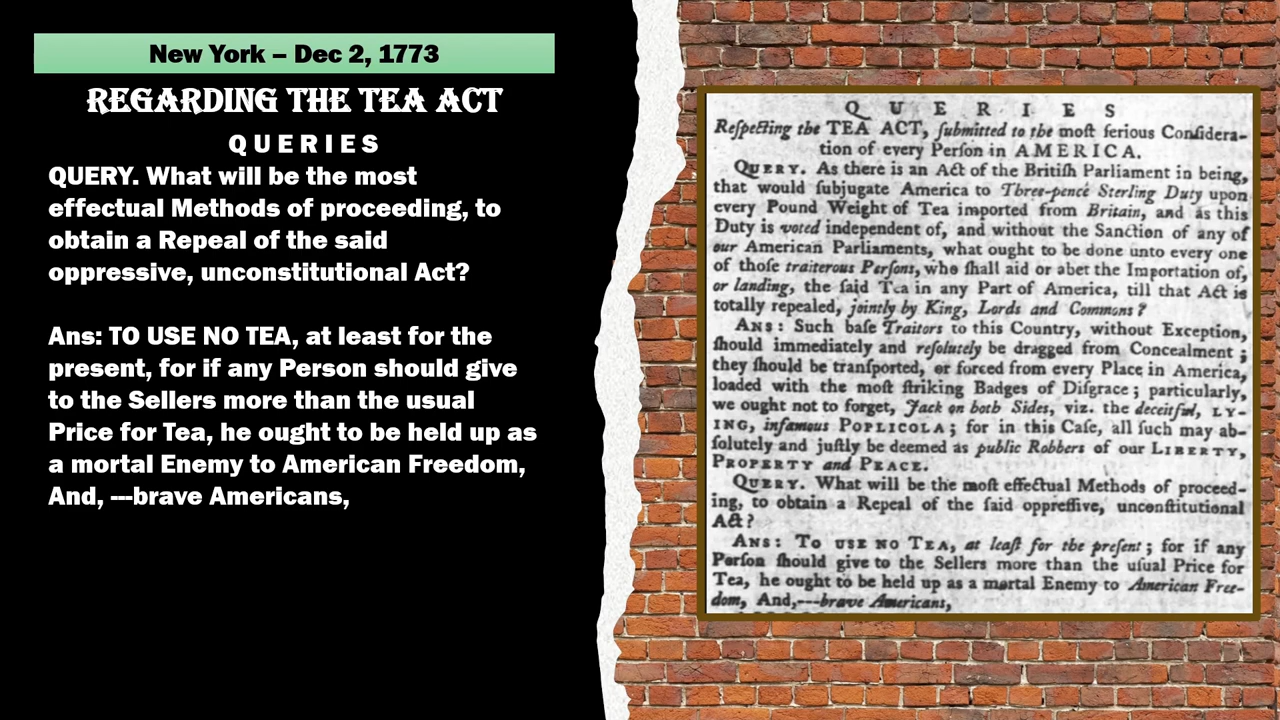 New York – Dec 2, 1773
REGARDING THE TEA ACT
QUERIES
QUERY. What will be the most
effectual Methods of proceeding, to
obtain a Repeal of the said
oppressive, unconstitutional Act?
Ans: TO USE NO TEA, at least for the
present, for if any Person should give
to the Sellers more than the usual
Price for Tea, he ought to be held up as
a mortal Enemy to American Freedom,
And, ---brave Americans,
QUERIES
Reſpecting the TEA ACT, ſubmitted to the moſt ſerious Conſidera-
tion of every Perſon in AMERICA.
QUERY. As there is an Act of the Britiſh Parliament in being,
that would ſubjugate America to Three-pence Sterling Duty upon
every Pound Weight of Tea imported from Britain, and as this
Duty is voted independent of, and without the Sanction of any of
our American Parliaments, what ought to be done unto every one
of thoſe traiterous Perſons, who ſhall aid or abet the Importation of,
or landing, the ſaid Tea in any Part of America, till that Act is
totally repealed, jointly by King, Lords and Commons?
ANS: Such baſe Traitors to this Country, without Exception,
ſhould immediately and reſolutely be dragged from Concealment;
they ſhould be tranſported, or forced from every Place in America,
loaded with the moſt ſtriking Badges of Diſgrace; particularly,
we ought not to forget, Jack on both Sides, viz. the deceitful, LY-
ING, infamous POPLICOLA; for in this Caſe, all ſuch may ab-
ſolutely and juſtly be deemed as public Robbers of our LIBERTY,
PROPERTY and PEACE.
QUERY. What will be the moſt effectual Methods of proceed-
ing, to obtain a Repeal of the ſaid oppreſſive, unconſtitutional
Act?
ANS: TO USE NO TEA, at leaſt for the preſent; for if any
Perſon ſhould give to the Sellers more than the uſual Price for
Tea, he ought to be held up as a mortal Enemy to American Free-
dom, And,---brave Americans,